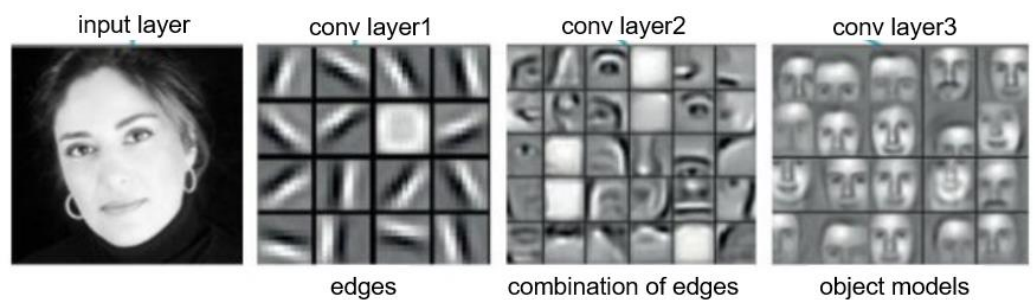 input layer
conv layer1
conv layer2
conv layer3
edges
combination of edges
object models